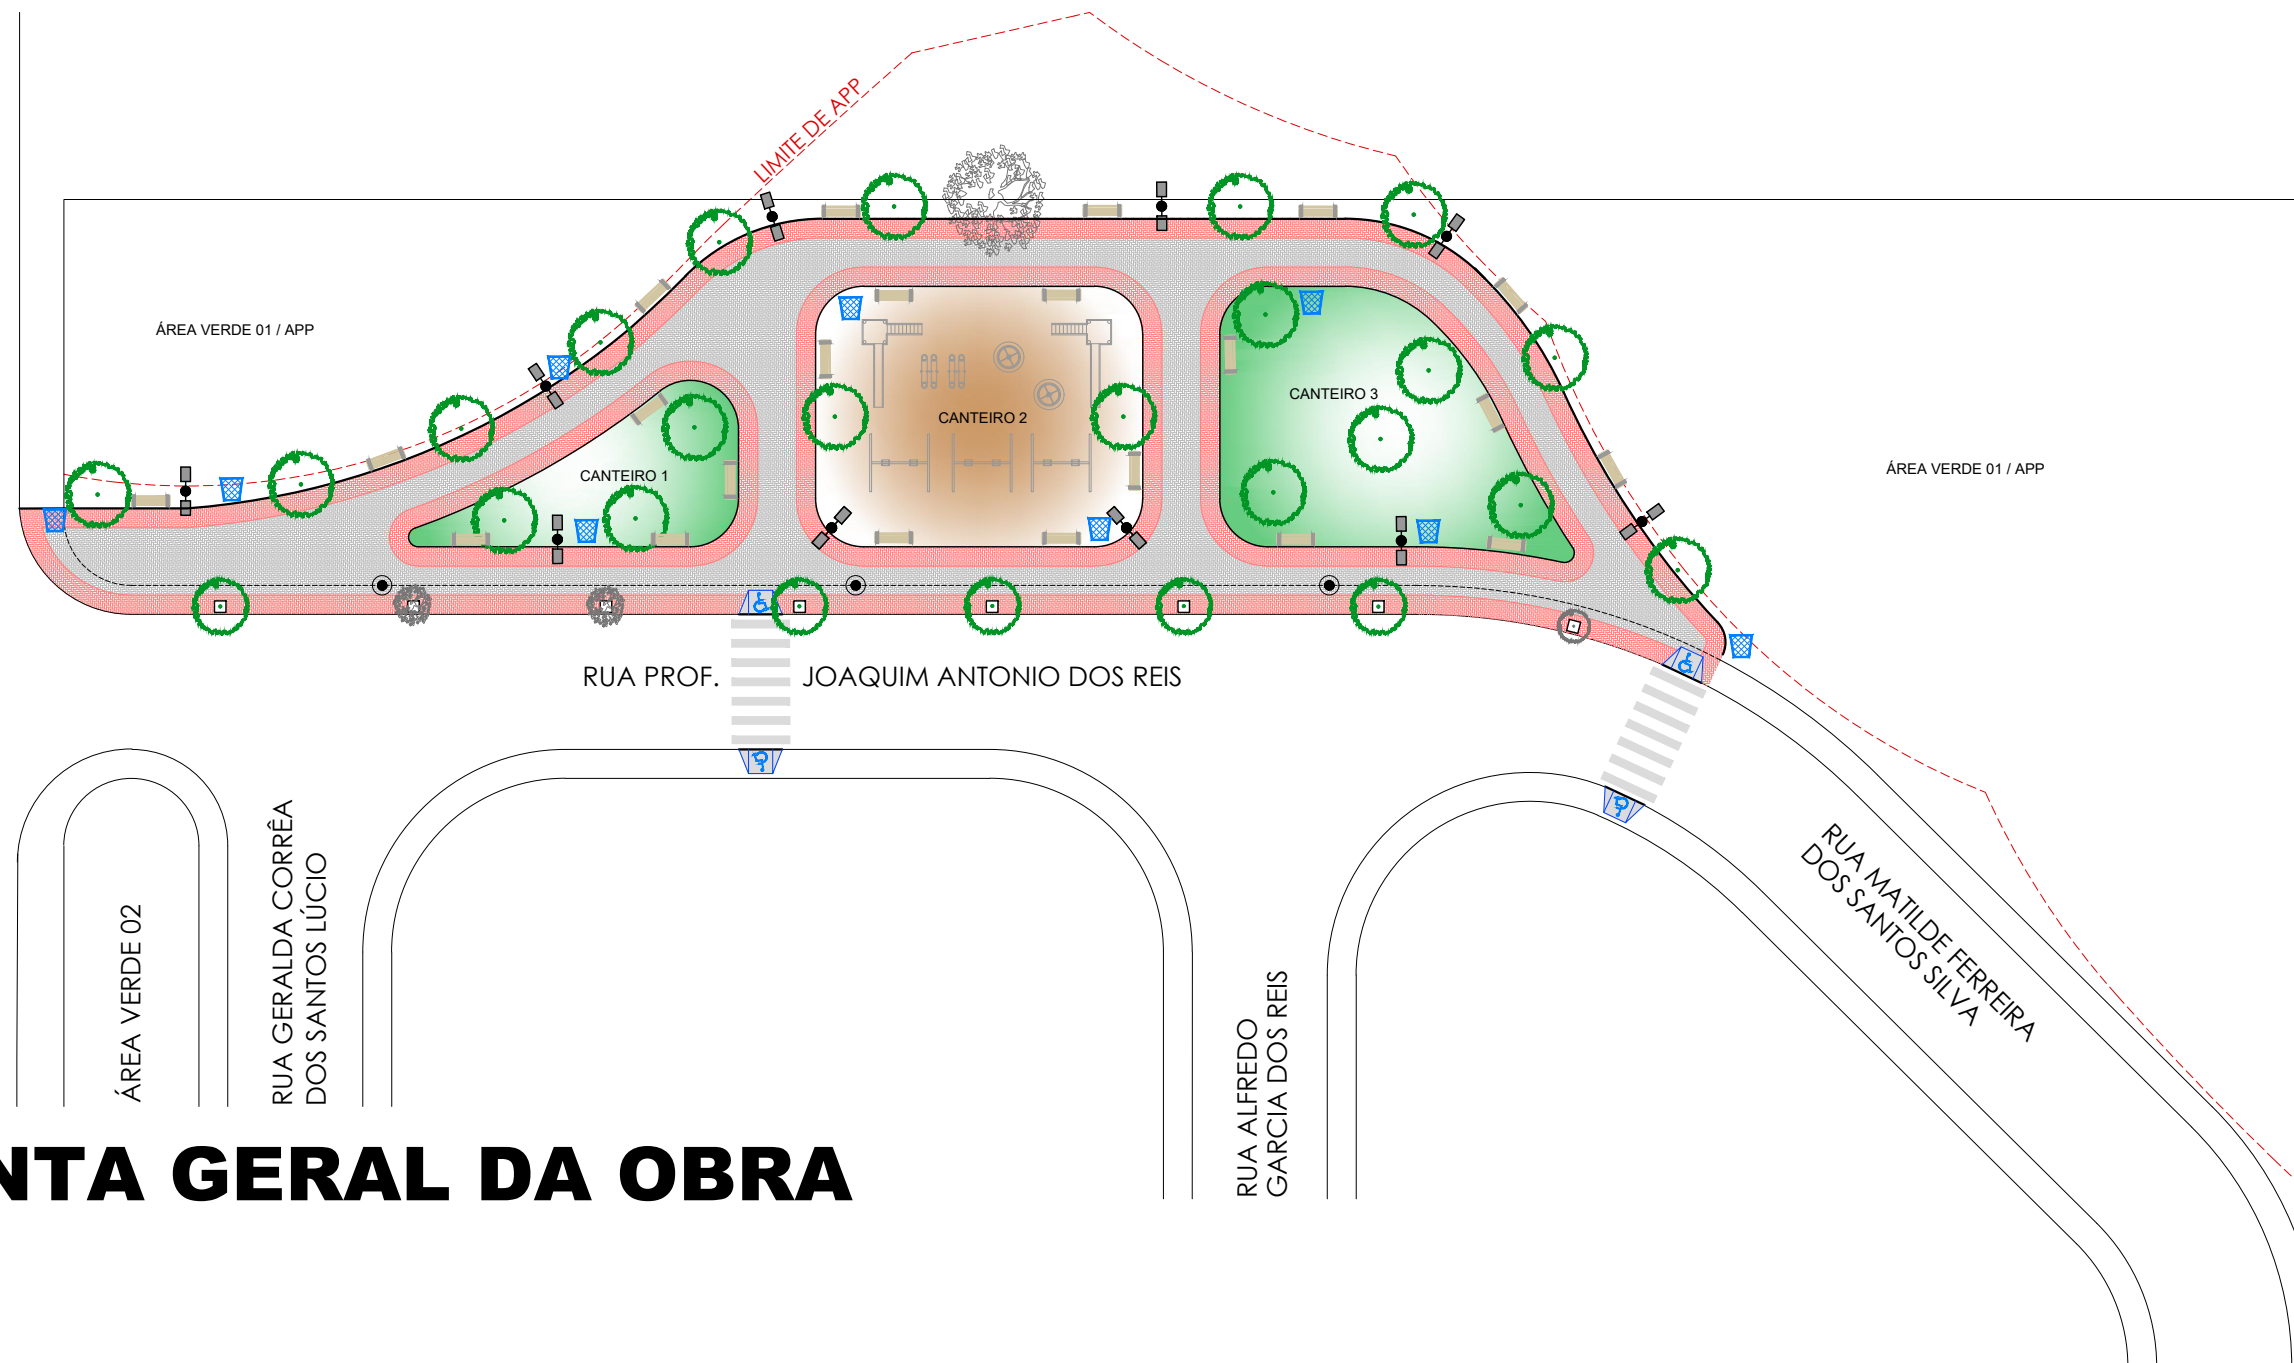 LIMITE DE APP
ÁREA VERDE 01 / APP
CANTEIRO 1
CANTEIRO 2
CANTEIRO 3
ÁREA VERDE 01 / APP
RUA PROF. JOAQUIM ANTONIO DOS REIS
ÁREA VERDE 02
RUA GERALDA CORRÊA
DOS SANTOS LÚCIO
RUA ALFREDO
GARCIA DOS REIS
RUA MATILDE FERREIRA
DOS SANTOS SILVA
NTA GERAL DA OBRA